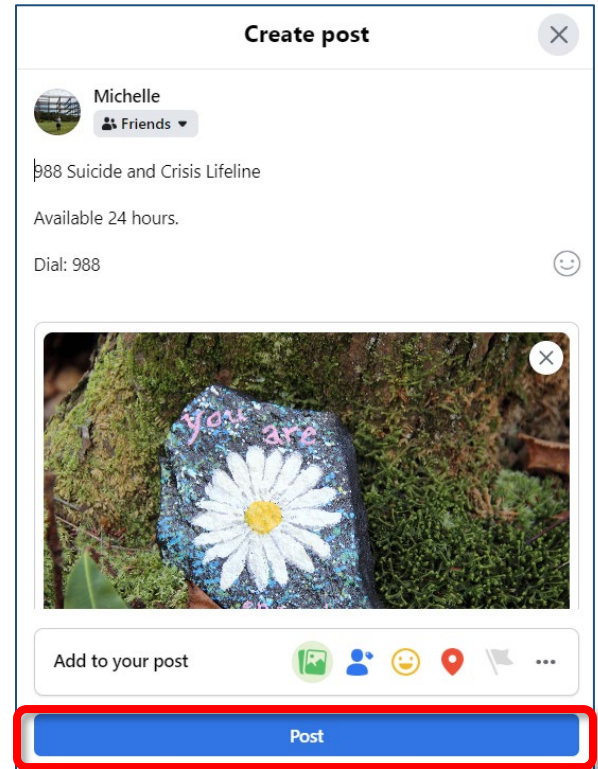 Create post
Michelle
Friends
988 Suicide and Crisis Lifeline
Available 24 hours.
Dial: 988
you are
Add to your post
Post